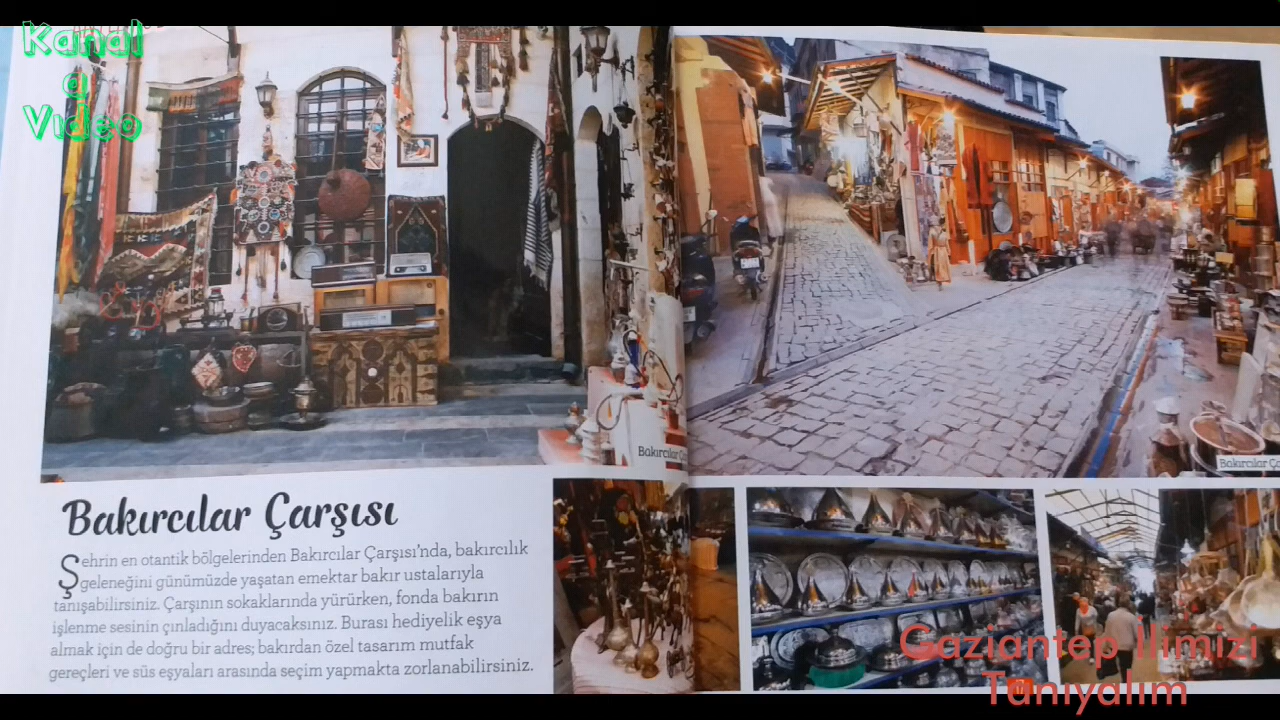 Kanal
a
Video
Bakırcılar
Bakırcılar
Bakırcılar Çarşısı
Şehrin en otantik bölgelerinden Bakırcılar Çarşısı'nda, bakırcılık
geleneğini günümüzde yaşatan emektar bakır ustalarıyla
tanışabilirsiniz. Çarşının sokaklarında yürürken, fonda bakırın
işlenme sesinin çınladığını duyacaksınız. Burası hediyelik eşya
almak için de doğru bir adres; bakırdan özel tasarım mutfak
gereçleri ve süs eşyaları arasında seçim yapmakta zorlanabilirsiniz.
Gaziantep İlimizi
Tanıyalım